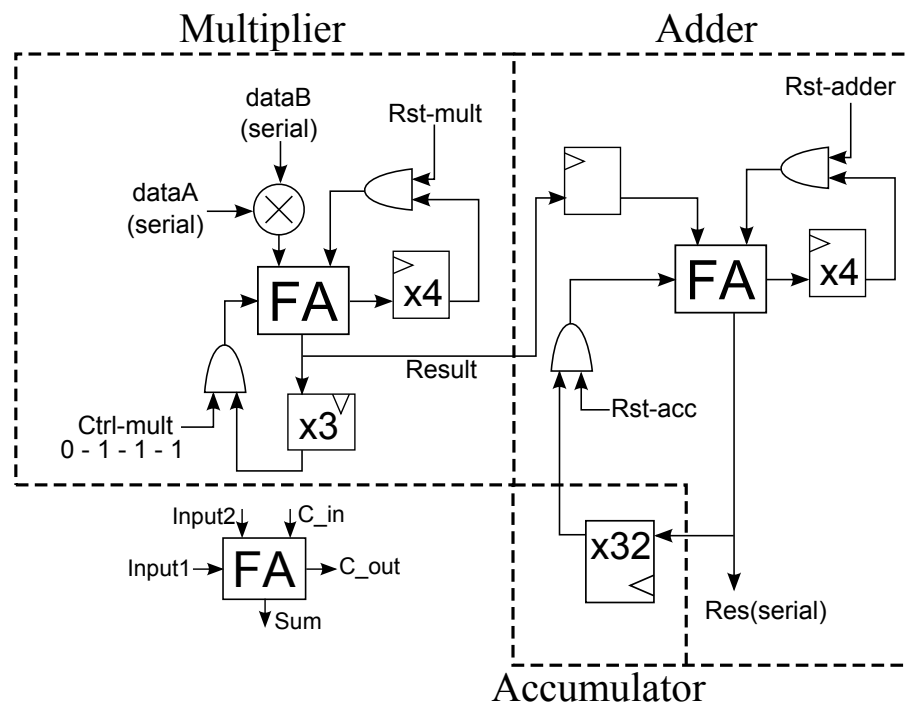 Multiplier
Adder
dataB
(serial)
Rst-mult
Rst-adder
dataA
(serial)
FA
x4
FA
x4
Result
Rst-acc
Ctrl-mult
0 - 1 - 1 - 1
x3
Input2
C_in
Input1
FA
C_out
Sum
x32
Res(serial)
Accumulator